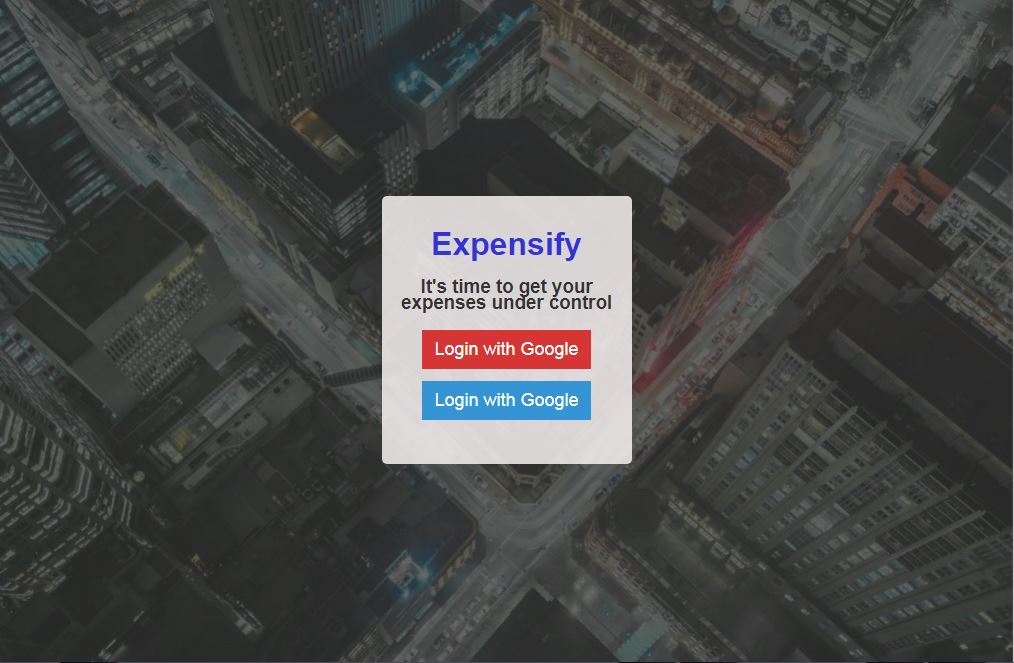 Expensify
It's time to get your
expenses under control
Login with Google
Login with Google